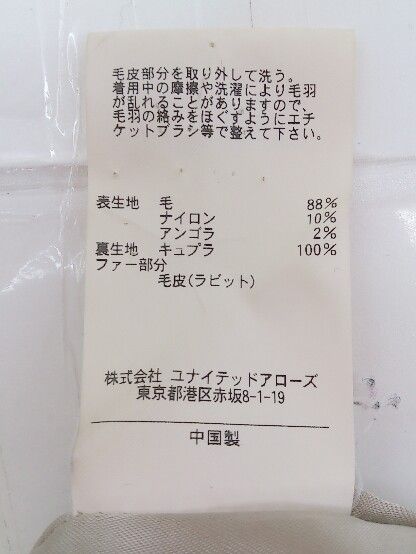 毛皮部分を取り外して洗う。
着用中の摩擦や洗濯により毛羽
が乱れることがありますので、
毛羽の絡みをほぐすようにエチ
ケットブラシ等で整えて下さい。
表生地 毛 88%
ナイロン 10%
アンゴラ 2%
裏生地 キュプラ 100%
ファー部分
毛皮(ラビット)
株式会社 ユナイテッドアローズ
東京都港区赤坂8-1-19
中国製